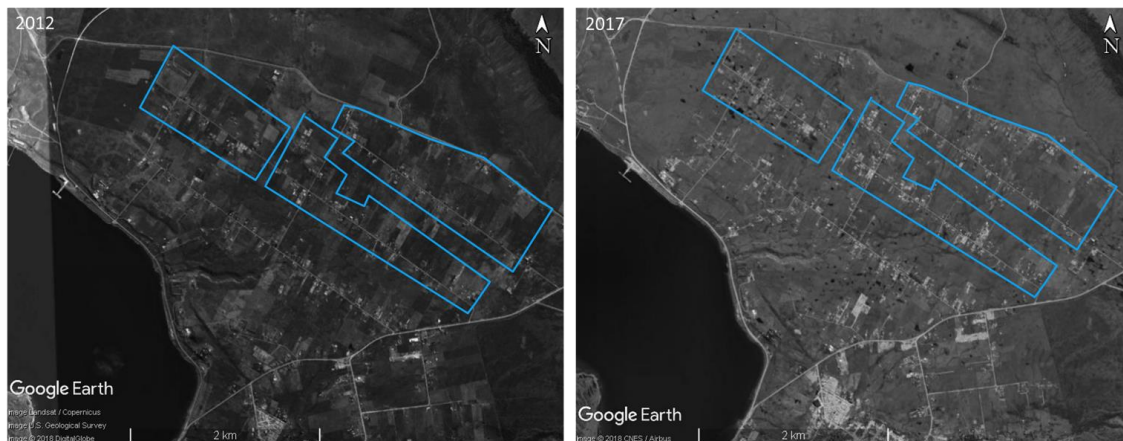 2012
N
Google Earth
Image Landsat / Copernicus
Image U.S. Geological Survey
Image © 2018 DigitalGlobe
2 km
2017
N
Google Earth
Image © 2018 CNES / Airbus
2 km